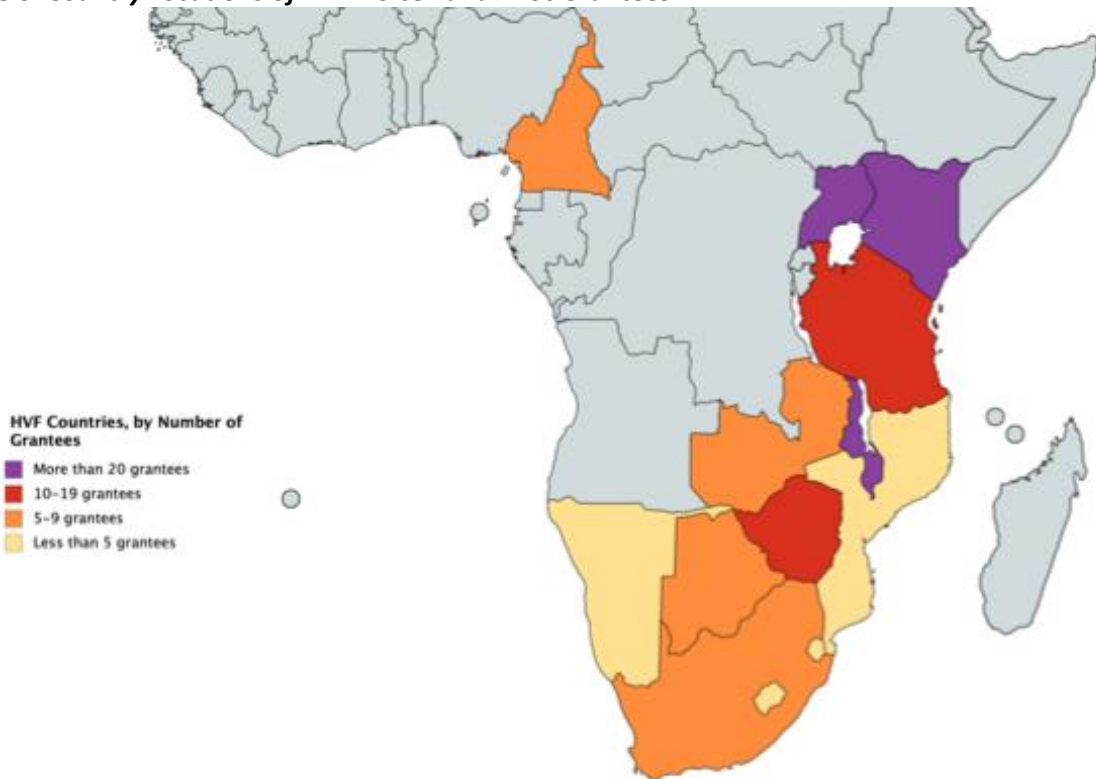 HVF Countries, by Number of
Grantees
More than 20 grantees
10–19 grantees
5–9 grantees
Less than 5 grantees